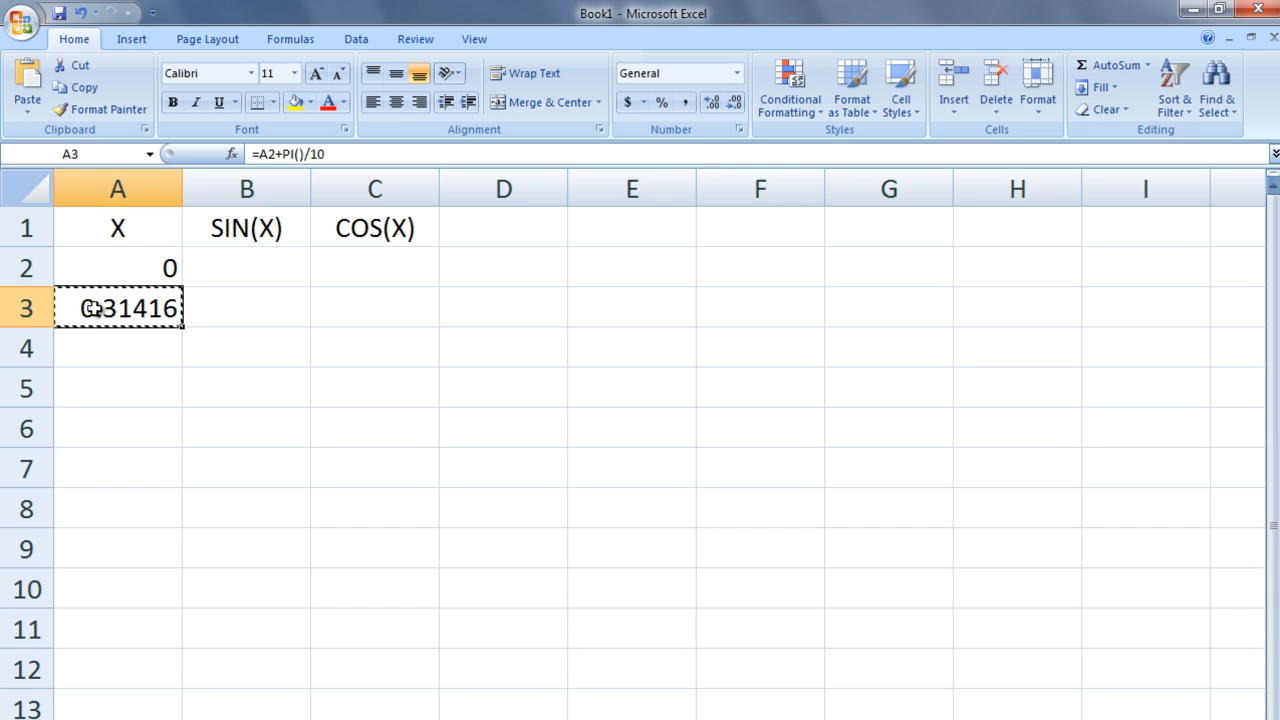 Book1 - Microsoft Excel
Home Insert Page Layout Formulas Data Review View
Paste
Cut
Copy
Format Painter
Clipboard
Calibri 11
B I U
Font
Wrap Text
Merge & Center
Alignment
General
$ % ,
Number
Conditional Formatting
Format as Table
Cell Styles
Styles
Insert Delete Format
Cells
Σ AutoSum
Fill
Clear
Sort & Filter
Find & Select
Editing
A3 fx =A2+PI()/10
A B C D E F G H I
1 X SIN(X) COS(X)
2 0
3 0.31416
4
5
6
7
8
9
10
11
12
13